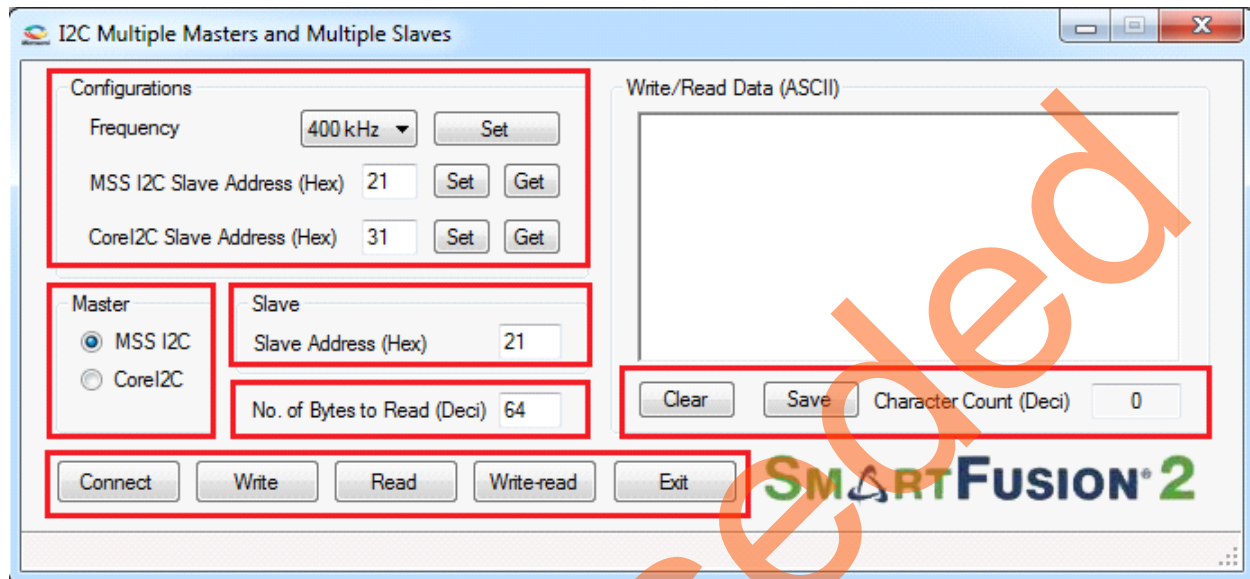 I2C Multiple Masters and Multiple Slaves
Configurations
Frequency 400 kHz Set
MSS I2C Slave Address (Hex) 21 Set Get
CoreI2C Slave Address (Hex) 31 Set Get
Master
MSS I2C
CoreI2C
Slave
Slave Address (Hex) 21
No. of Bytes to Read (Deci) 64
Write/Read Data (ASCII)
Clear Save Character Count (Deci) 0
Connect Write Read Write-read Exit
SMARTFUSION® 2